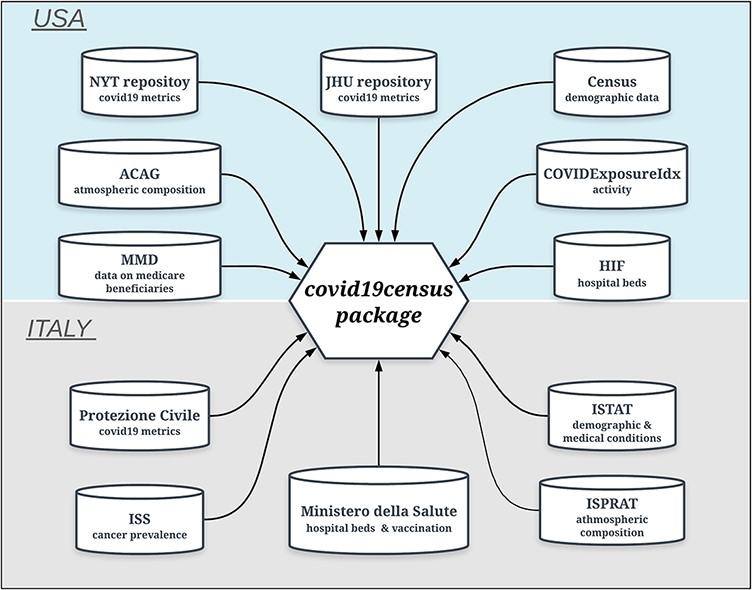 USA
NYT repositoy
covid19 metrics
JHU repository
covid19 metrics
Census
demographic data
ACAG
atmospheric composition
COVIDExposureIdx
activity
MMD
data on medicare
beneficiaries
HIF
hospital beds
covid19census
package
ITALY
Protezione Civile
covid19 metrics
ISTAT
demographic &
medical conditions
ISS
cancer prevalence
Ministero della Salute
hospital beds & vaccination
ISPRAT
athmospheric
composition